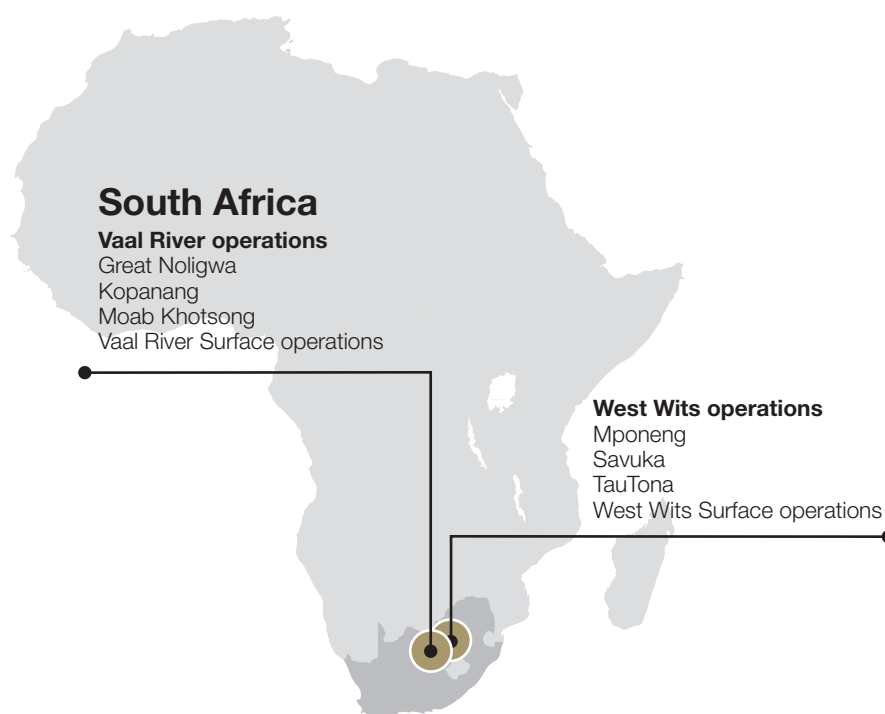 South Africa
Vaal River operations
Great Noligwa
Kopanang
Moab Khotsong
Vaal River Surface operations
West Wits operations
Mponeng
Savuka
TauTona
West Wits Surface operations